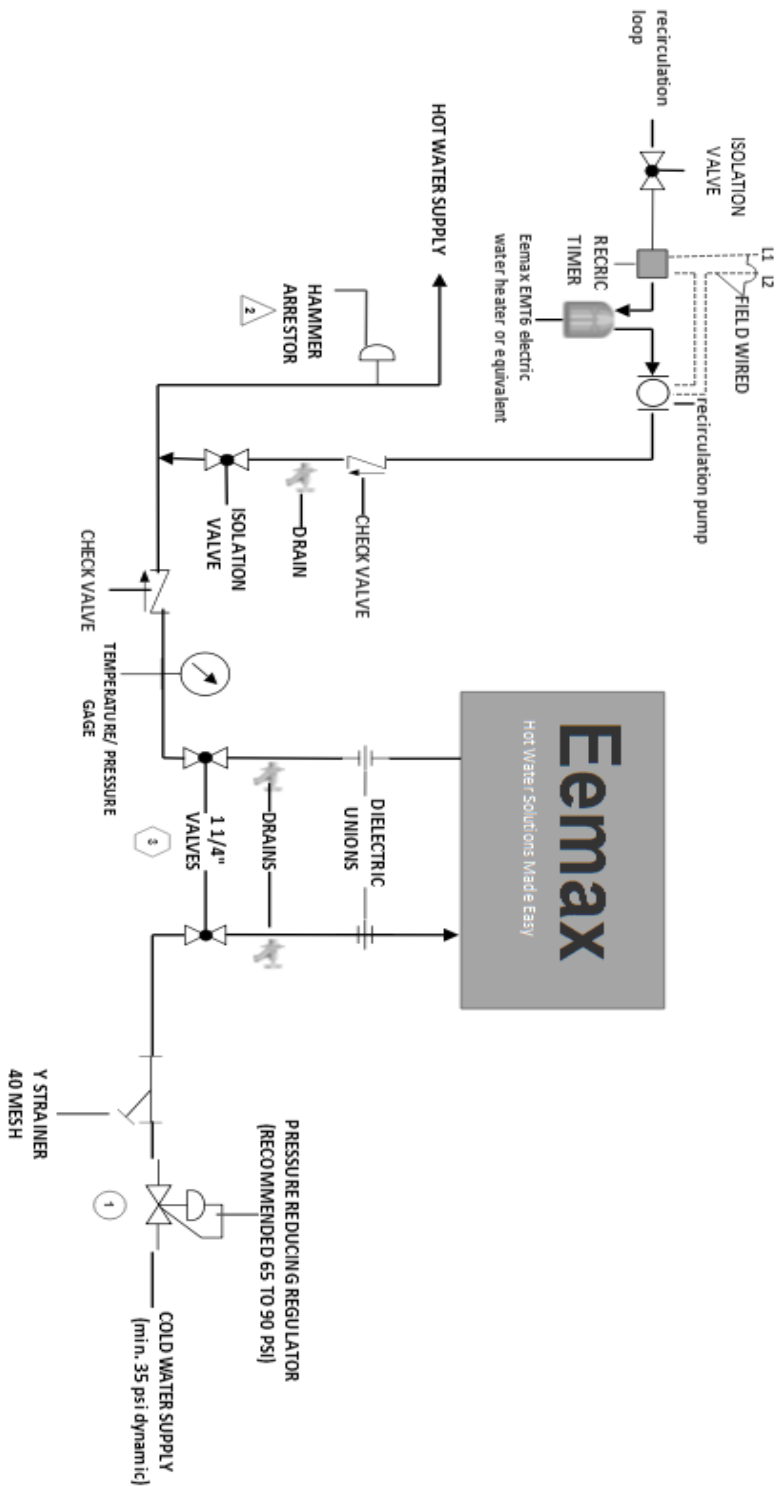 recirculation
loop
ISOLATION
VALVE
L1
L2
FIELD WIRED
RECRIC
TIMER
Eemax EMT6 electric
water heater or equivalent
recirculation pump
HOT WATER SUPPLY
HAMMER
ARRESTOR
2
ISOLATION
VALVE
DRAIN
CHECK VALVE
CHECK VALVE
TEMPERATURE/ PRESSURE
GAGE
Eemax
Hot Water Solutions Made Easy
DIELECTRIC
UNIONS
DRAINS
1 1/4"
VALVES
3
Y STRAINER
40 MESH
1
PRESSURE REDUCING REGULATOR
(RECOMMENDED 65 TO 90 PSI)
COLD WATER SUPPLY
(min. 35 psi dynamic)